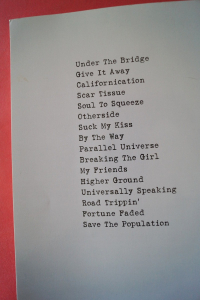 Under The Bridge
Give It Away
Californication
Scar Tissue
Soul To Squeeze
Otherside
Suck My Kiss
By The Way
Parallel Universe
Breaking The Girl
My Friends
Higher Ground
Universally Speaking
Road Trippin'
Fortune Faded
Save The Population